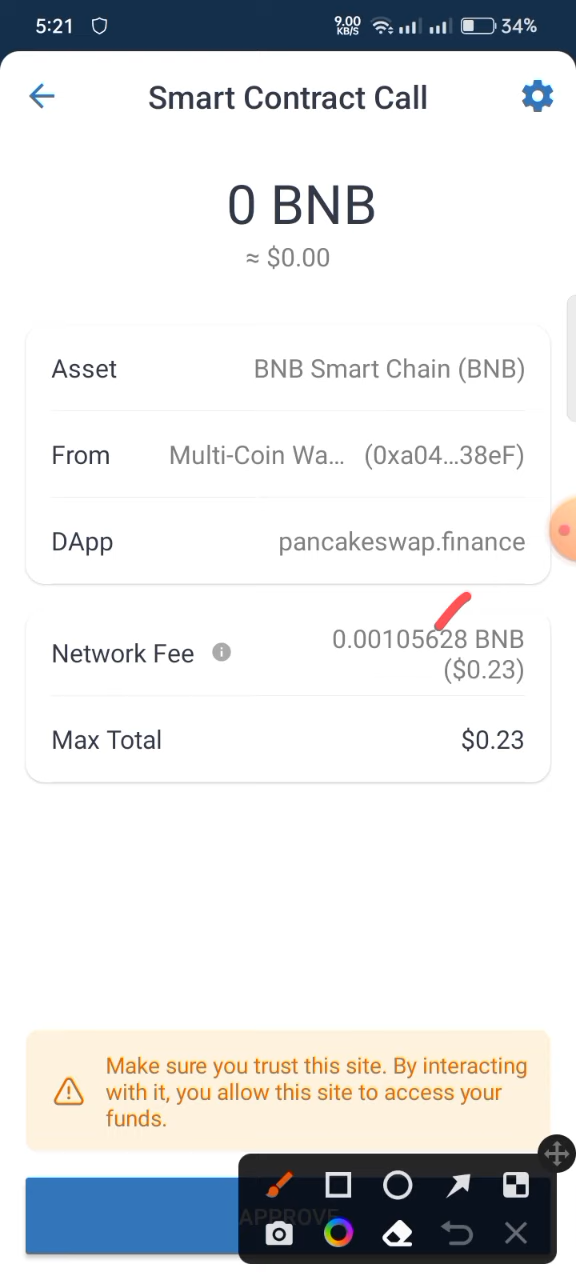 5:21 9.00 KB/S 34%
Smart Contract Call
0 BNB
≈ $0.00
Asset BNB Smart Chain (BNB)
From Multi-Coin Wa... (0xa04...38eF)
DApp pancakeswap.finance
Network Fee i 0.00105628 BNB
($0.23)
Max Total $0.23
Make sure you trust this site. By interacting
with it, you allow this site to access your
funds.
APPROVE